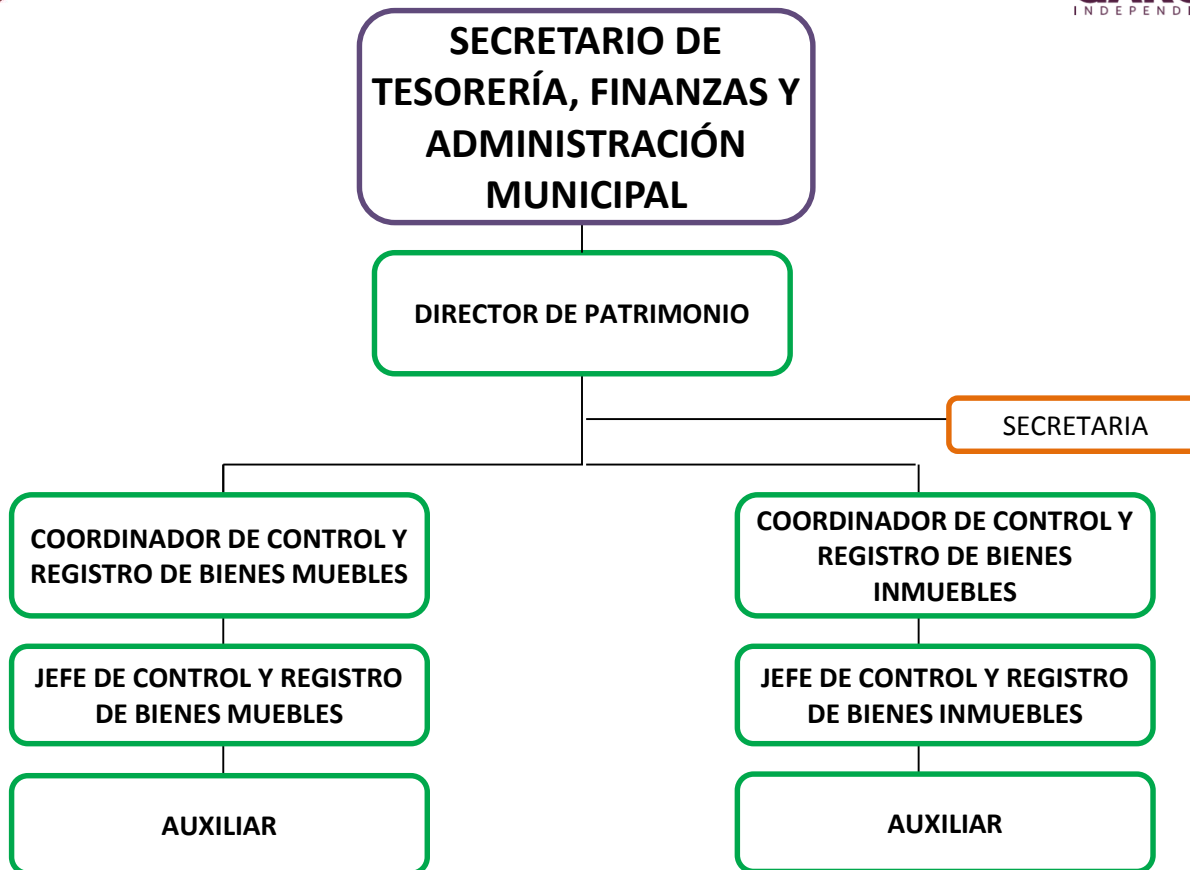 INDEPENDI
SECRETARIO DE
TESORERÍA, FINANZAS Y
ADMINISTRACIÓN
MUNICIPAL
DIRECTOR DE PATRIMONIO
SECRETARIA
COORDINADOR DE CONTROL Y
REGISTRO DE BIENES MUEBLES
COORDINADOR DE CONTROL Y
REGISTRO DE BIENES
INMUEBLES
JEFE DE CONTROL Y REGISTRO
DE BIENES MUEBLES
JEFE DE CONTROL Y REGISTRO
DE BIENES INMUEBLES
AUXILIAR
AUXILIAR